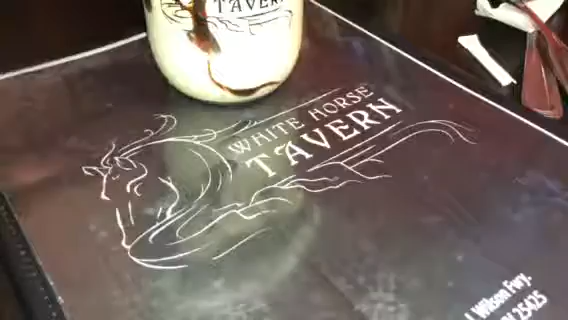 TAVERN
WHITE HORSE
TAVERN
Wilson Fwy.
25425